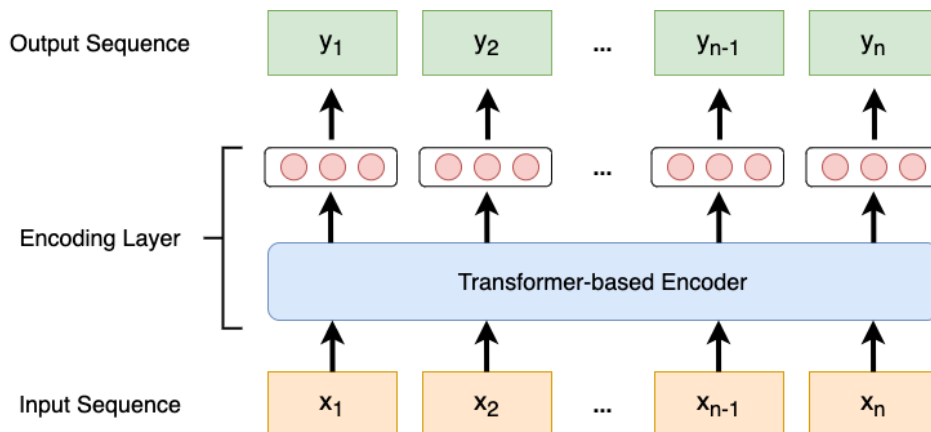 Output Sequence y₁ y₂ ... yₙ₋₁ yₙ
...
Encoding Layer
Transformer-based Encoder
Input Sequence x₁ x₂ ... xₙ₋₁ xₙ